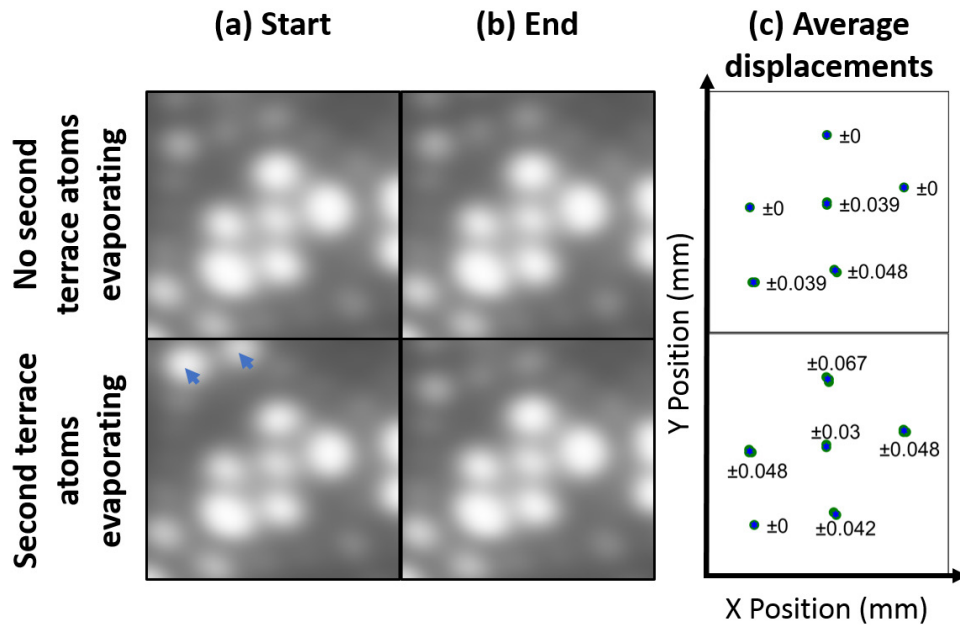 (a) Start
(b) End
(c) Average
displacements
No second
terrace atoms
evaporating
±0
±0
±0
±0.039
±0.048
±0.039
Second terrace
atoms
evaporating
±0.067
±0.03
±0.048
±0.048
±0
±0.042
Y Position (mm)
X Position (mm)